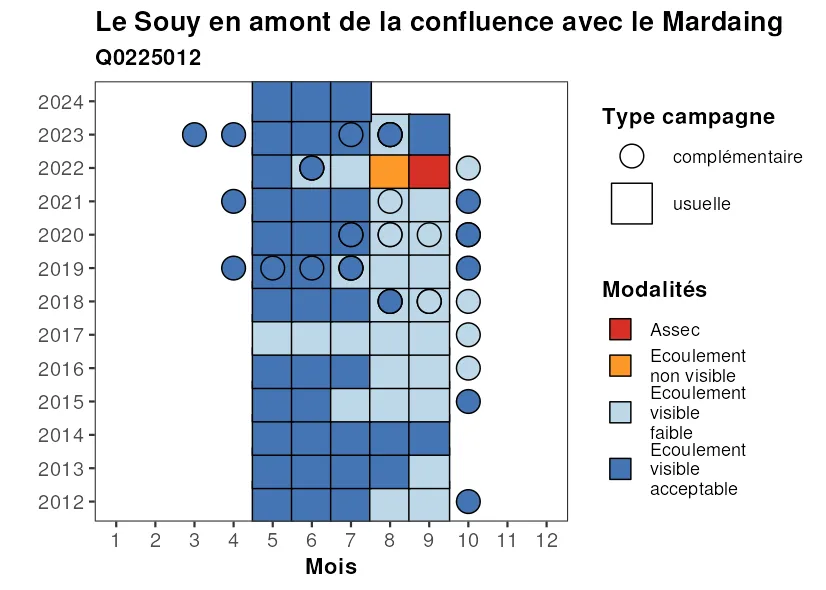 Le Souy en amont de la confluence avec le Mardaing
Q0225012
2024
2023
2022
2021
2020
2019
2018
2017
2016
2015
2014
2013
2012
1 2 3 4 5 6 7 8 9 10 11 12
Mois
Type campagne
complémentaire
usuelle
Modalités
Assec
Ecoulement
non visible
Ecoulement
visible
faible
Ecoulement
visible
acceptable